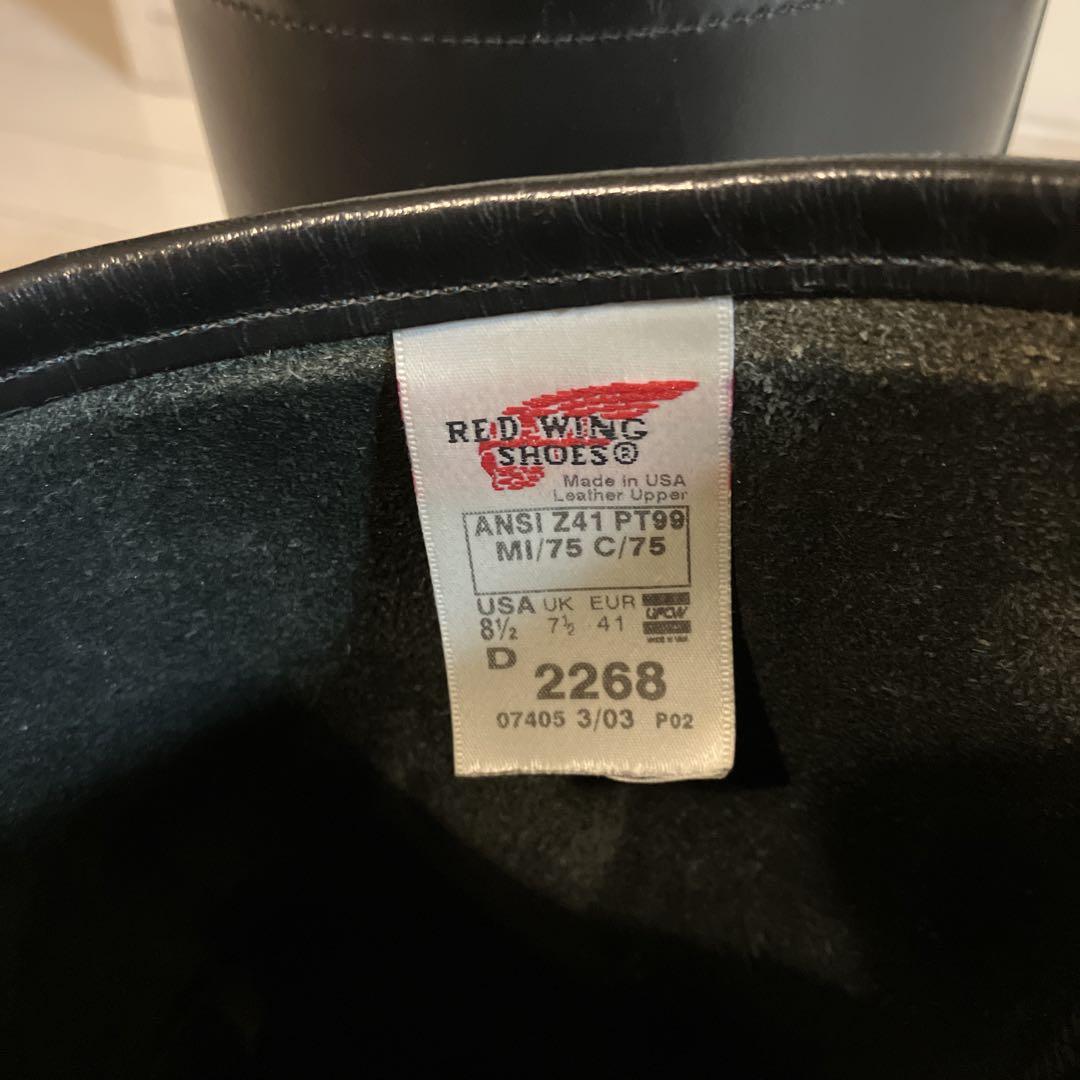 RED WING
SHOES®
Made in USA
Leather Upper
ANSI Z41 PT99
MI/75 C/75
USA UK EUR
8½ 7½ 41
UFCW
D
2268
07405 3/03 P02